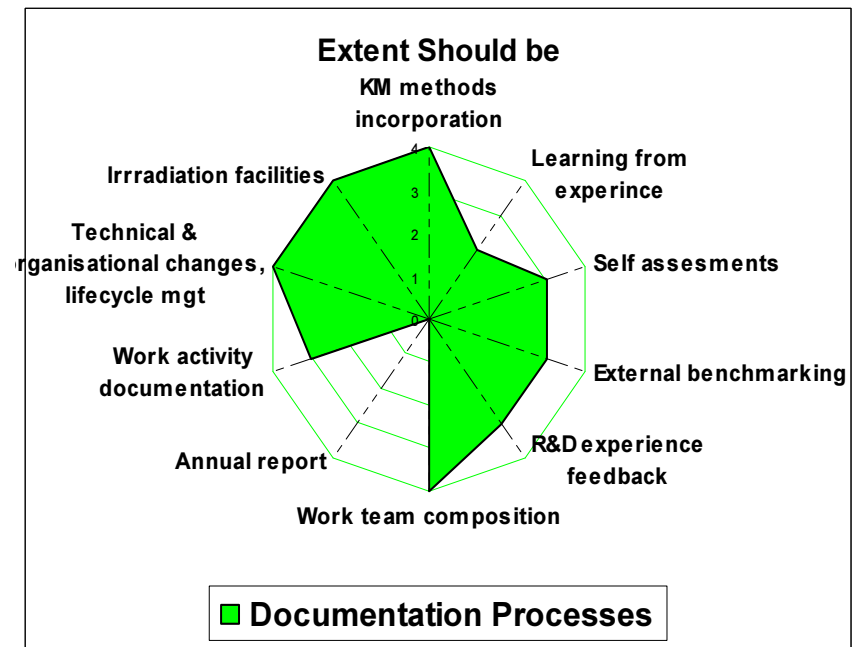 Extent Should be
KM methods
incorporation
Learning from
experince
Self assesments
External benchmarking
R&D experience
feedback
Work team composition
Annual report
Work activity
documentation
Technical &
rganisational changes,
lifecycle mgt
Irrradiation facilities
4
3
2
1
0
Documentation Processes